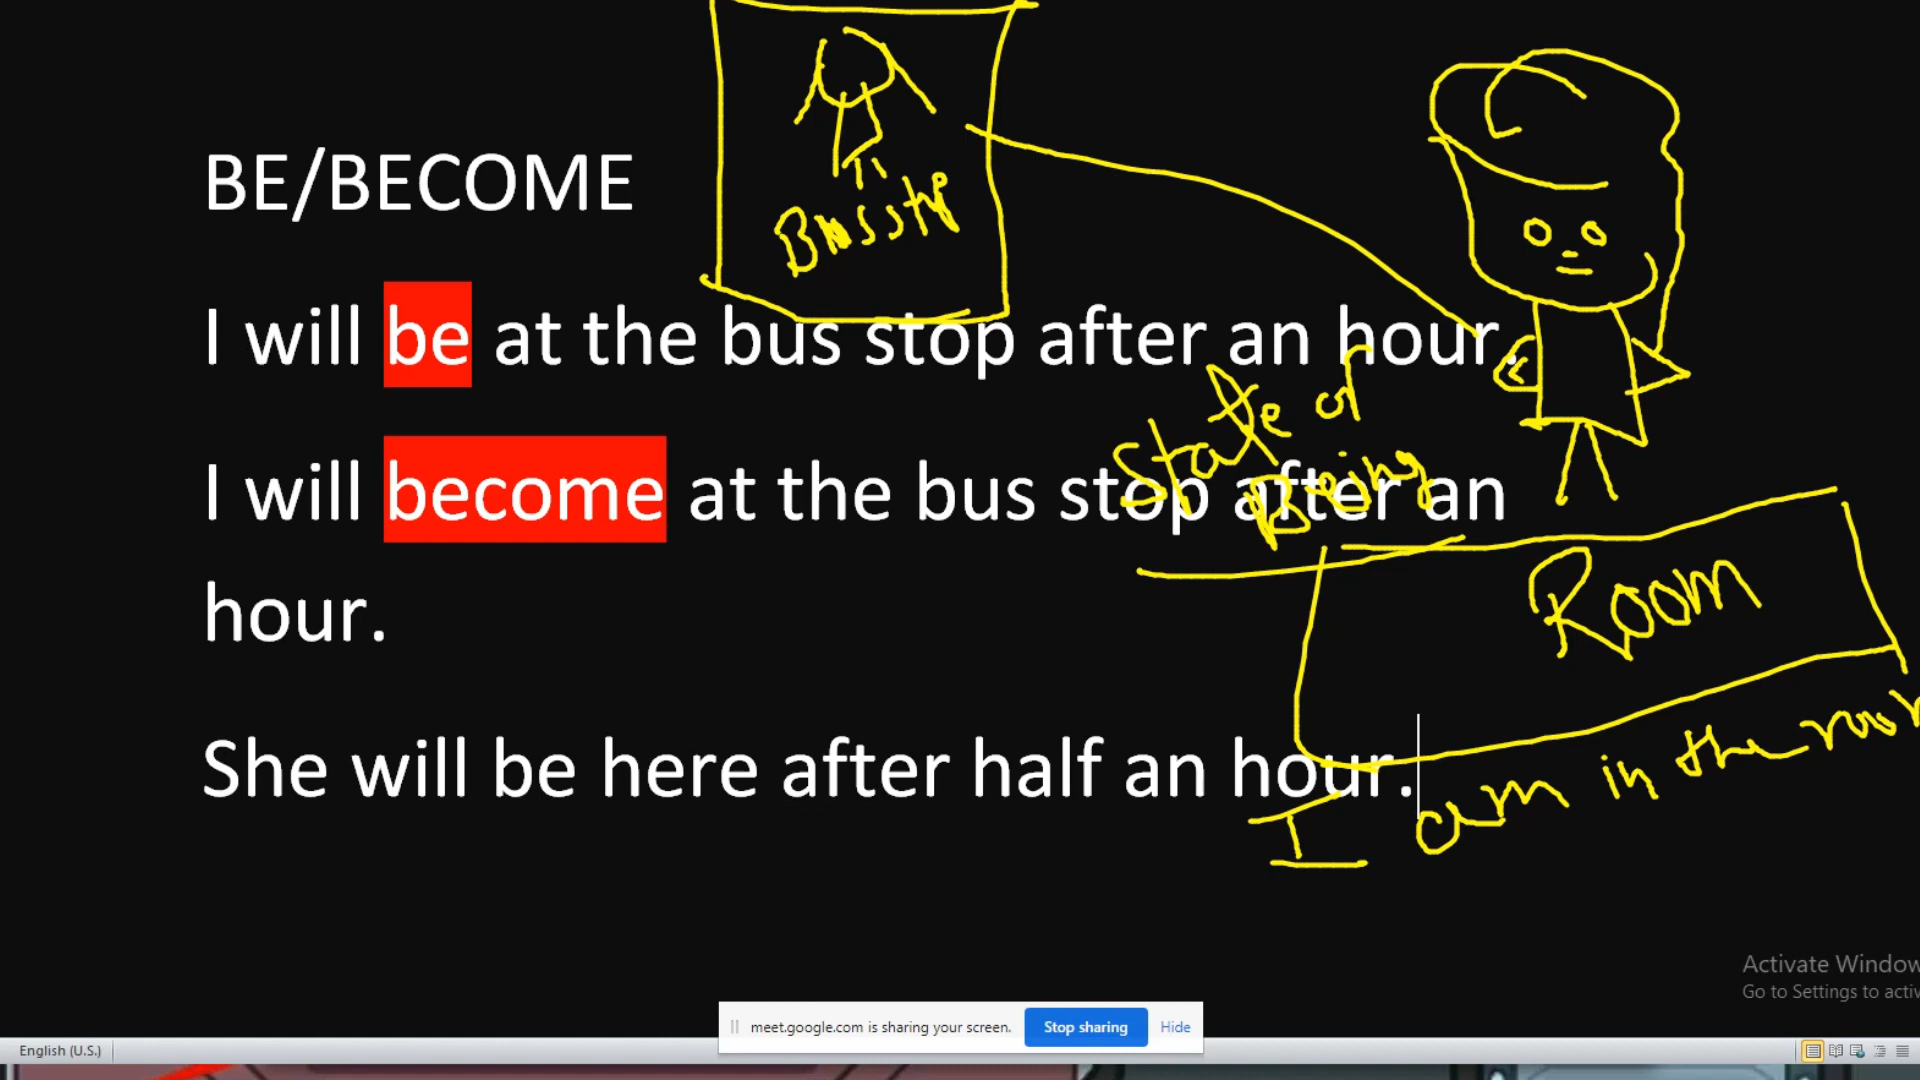 BE/BECOME
I will be at the bus stop after an hour.
I will become at the bus stop after an
hour.
She will be here after half an hour.
State of
Being
Room
I am in the room
Activate Window
Go to Settings to activ
meet.google.com is sharing your screen.
Stop sharing
Hide
English (U.S.)